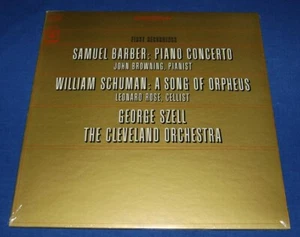 FIRST RECORDINGS
SAMUEL BARBER: PIANO CONCERTO
JOHN BROWNING, PIANIST
WILLIAM SCHUMAN: A SONG OF ORPHEUS
LEONARD ROSE, CELLIST
GEORGE SZELL
THE CLEVELAND ORCHESTRA